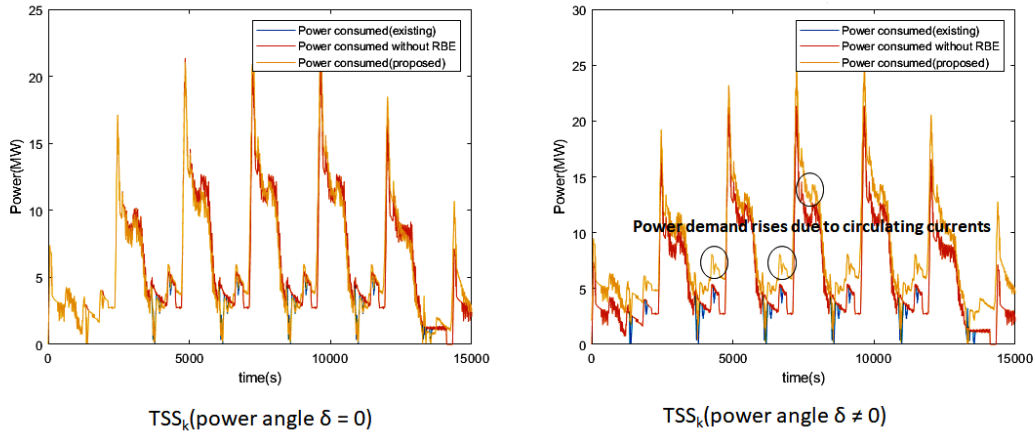 25
20
15
10
5
0
Power(MW)
Power consumed(existing)
Power consumed without RBE
Power consumed(proposed)
0
5000
10000
15000
time(s)
TSSk(power angle δ = 0)
30
25
20
15
10
5
0
Power(MW)
Power consumed(existing)
Power consumed without RBE
Power consumed(proposed)
Power demand rises due to circulating currents
0
5000
10000
15000
time(s)
TSSk(power angle δ ≠ 0)